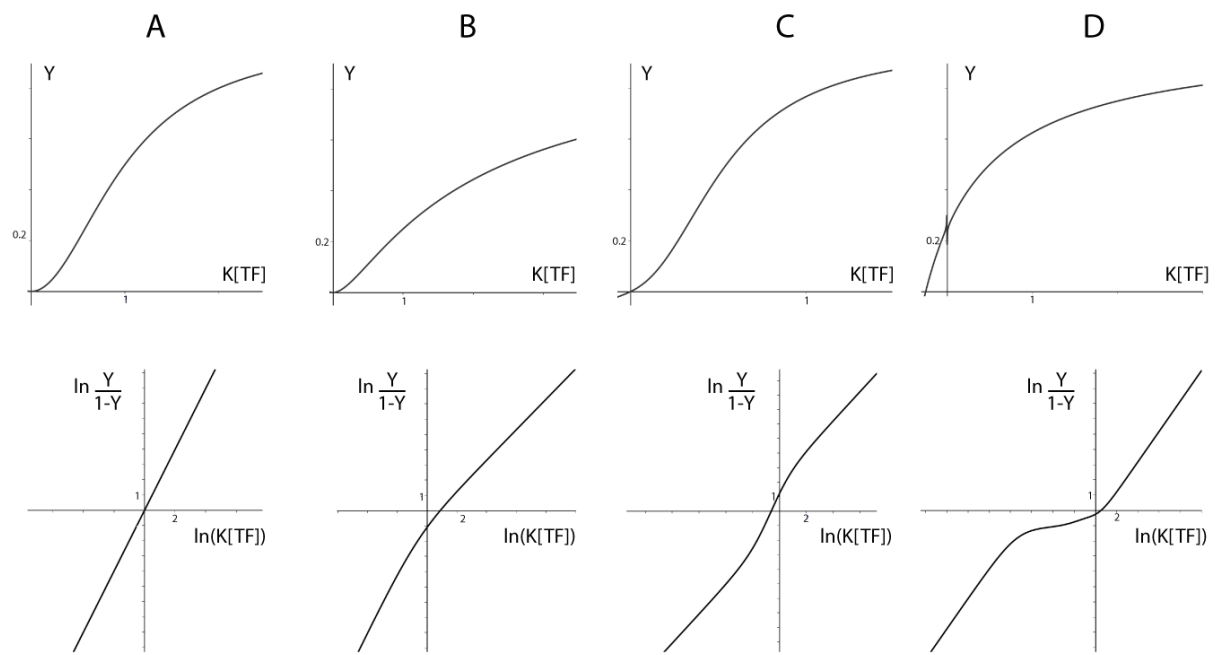 A B C D
Y Y Y Y
0.2 0.2 0.2 0.2
K[TF] K[TF] K[TF] K[TF]
1 1 1 1
ln Y/1-Y ln Y/1-Y ln Y/1-Y ln Y/1-Y
1 1 1 1
2 2 2 2
ln(K[TF]) ln(K[TF]) ln(K[TF]) ln(K[TF])